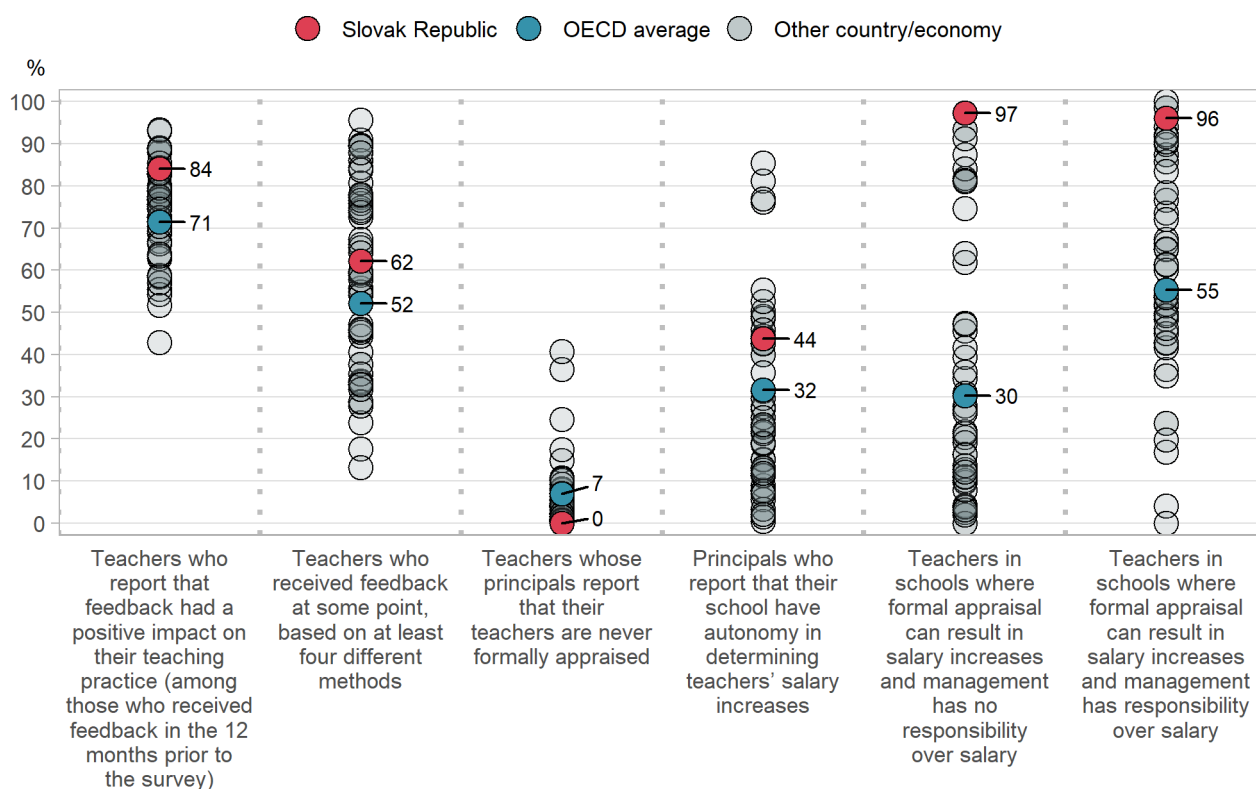 Slovak Republic OECD average Other country/economy
%
100
90
80
70
60
50
40
30
20
10
0
84
71
62
52
7
0
44
32
97
30
96
55
Teachers who
report that
feedback had a
positive impact on
their teaching
practice (among
those who received
feedback in the 12
months prior to
the survey)
Teachers who
received feedback
at some point,
based on at least
four different
methods
Teachers whose
principals report
that their
teachers are never
formally appraised
Principals who
report that their
school have
autonomy in
determining
teachers’ salary
increases
Teachers in
schools where
formal appraisal
can result in
salary increases
and management
has no
responsibility
over salary
Teachers in
schools where
formal appraisal
can result in
salary increases
and management
has responsibility
over salary